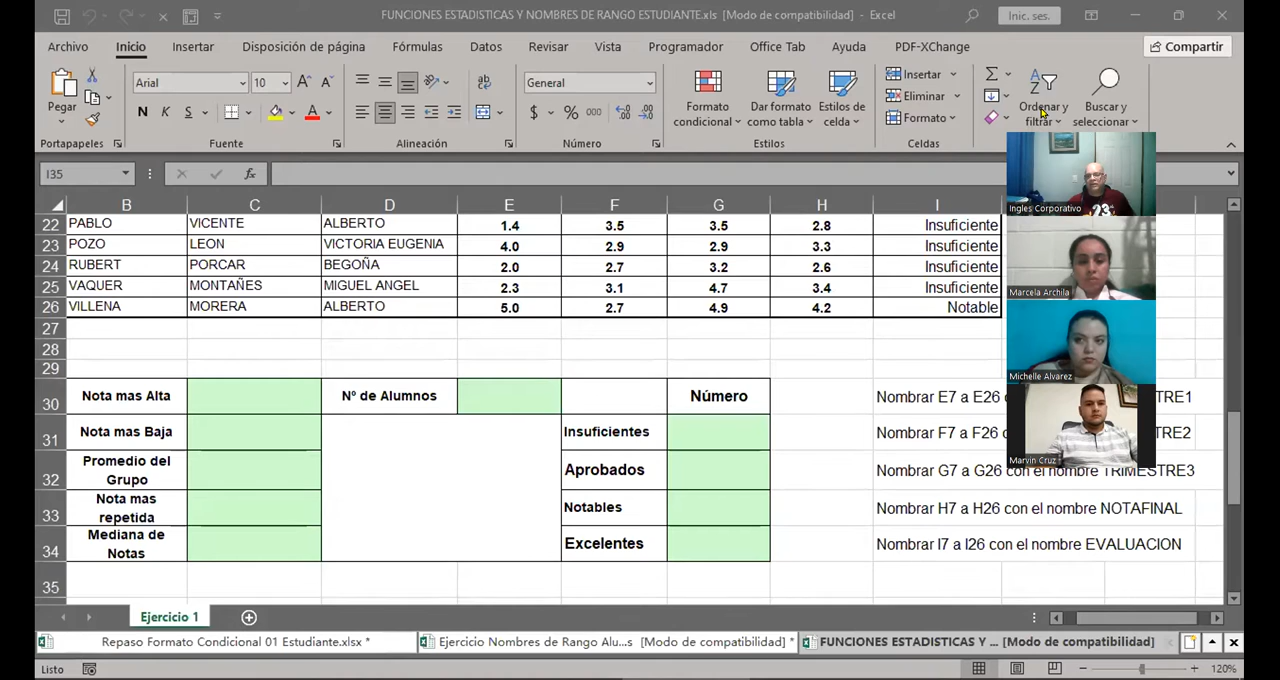 FUNCIONES ESTADISTICAS Y NOMBRES DE RANGO ESTUDIANTE.xls [Modo de compatibilidad] - Excel
Inic. ses.
Archivo Inicio Insertar Disposición de página Fórmulas Datos Revisar Vista Programador Office Tab Ayuda PDF-XChange Compartir
Pegar
Arial 10
N K S
General
$ % 000
Formato condicional
Dar formato como tabla
Estilos de celda
Insertar
Eliminar
Formato
Ordenar y filtrar
Buscar y seleccionar
Portapapeles Fuente Alineación Número Estilos Celdas
I35
fx
B C D E F G H I
22 PABLO VICENTE ALBERTO 1.4 3.5 3.5 2.8 Insuficiente
23 POZO LEON VICTORIA EUGENIA 4.0 2.9 2.9 3.3 Insuficiente
24 RUBERT PORCAR BEGOÑA 2.0 2.7 3.2 2.6 Insuficiente
25 VAQUER MONTAÑES MIGUEL ANGEL 2.3 3.1 4.7 3.4 Insuficiente
26 VILLENA MORERA ALBERTO 5.0 2.7 4.9 4.2 Notable
27
28
29
30 Nota mas Alta Nº de Alumnos Número Nombrar E7 a E26 c TRE1
31 Nota mas Baja Insuficientes Nombrar F7 a F26 c TRE2
32 Promedio del Grupo Aprobados Nombrar G7 a G26 con el nombre TRIMESTRE3
33 Nota mas repetida Notables Nombrar H7 a H26 con el nombre NOTAFINAL
34 Mediana de Notas Excelentes Nombrar I7 a I26 con el nombre EVALUACION
35
Ingles Corporativo
Marcela Archila
Michelle Alvarez
Marvin Cruz
Ejercicio 1
Repaso Formato Condicional 01 Estudiante.xlsx *
Ejercicio Nombres de Rango Alu...s [Modo de compatibilidad] *
FUNCIONES ESTADISTICAS Y ... [Modo de compatibilidad]
Listo
120%